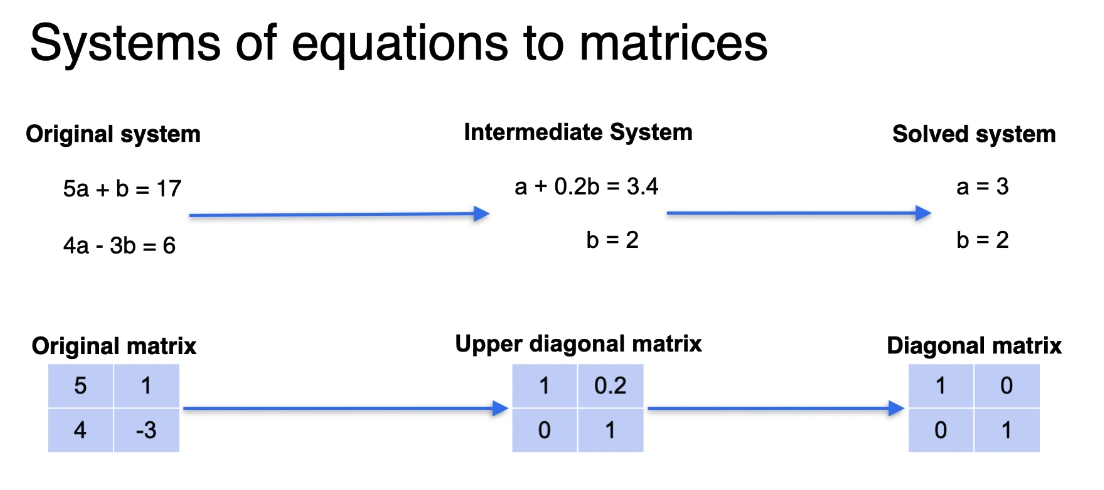 Systems of equations to matrices
Original system
Intermediate System
Solved system
5a + b = 17
a + 0.2b = 3.4
a = 3
4a - 3b = 6
b = 2
b = 2
Original matrix
Upper diagonal matrix
Diagonal matrix
5 1
1 0.2
1 0
4 -3
0 1
0 1